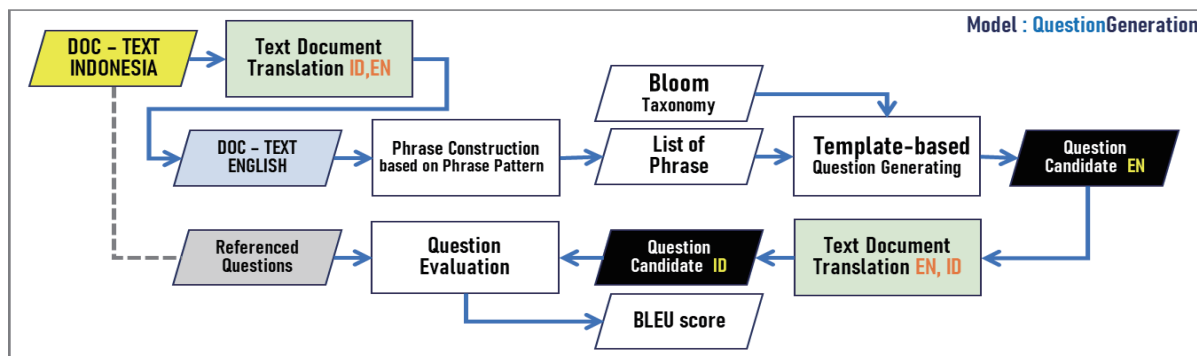 Model : QuestionGeneration
DOC – TEXT
INDONESIA
Text Document
Translation ID,EN
Bloom
Taxonomy
DOC – TEXT
ENGLISH
Phrase Construction
based on Phrase Pattern
List of
Phrase
Template-based
Question Generating
Question
Candidate EN
Referenced
Questions
Question
Evaluation
Question
Candidate ID
Text Document
Translation EN, ID
BLEU score